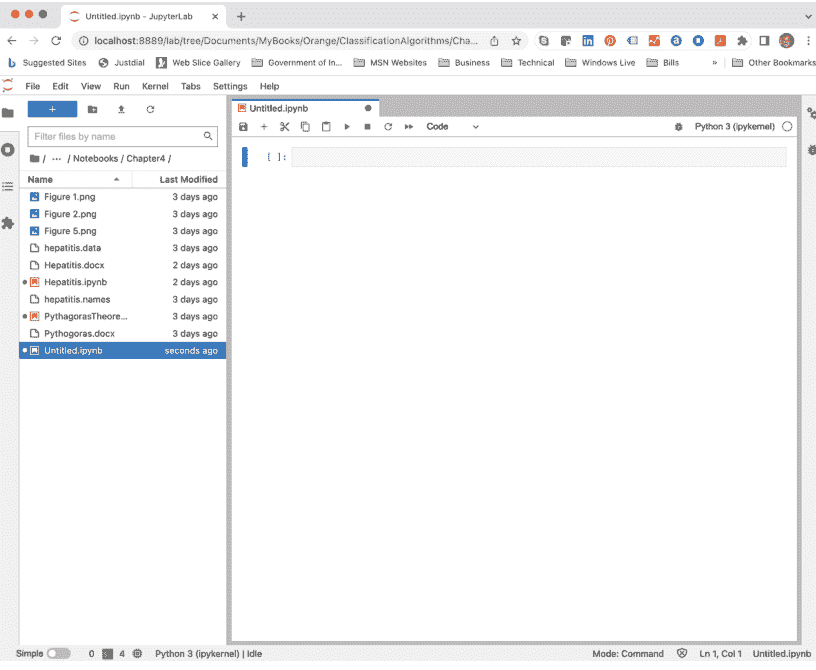 Untitled.ipynb - JupyterLab
localhost:8889/lab/tree/Documents/MyBooks/Orange/ClassificationAlgorithms/Cha...
Suggested Sites Justdial Web Slice Gallery Government of In... MSN Websites Business Technical Windows Live Bills » Other Bookmarks
File Edit View Run Kernel Tabs Settings Help
Untitled.ipynb
Filter files by name
Code
Python 3 (ipykernel)
/ ··· / Notebooks / Chapter4 /
[ ]:
Name Last Modified
Figure 1.png 3 days ago
Figure 2.png 3 days ago
Figure 5.png 3 days ago
hepatitis.data 3 days ago
Hepatitis.docx 2 days ago
Hepatitis.ipynb 2 days ago
hepatitis.names 3 days ago
PythagorasTheore... 3 days ago
Pythogoras.docx 3 days ago
Untitled.ipynb seconds ago
Simple 0 4 Python 3 (ipykernel) | Idle Mode: Command Ln 1, Col 1 Untitled.ipynb